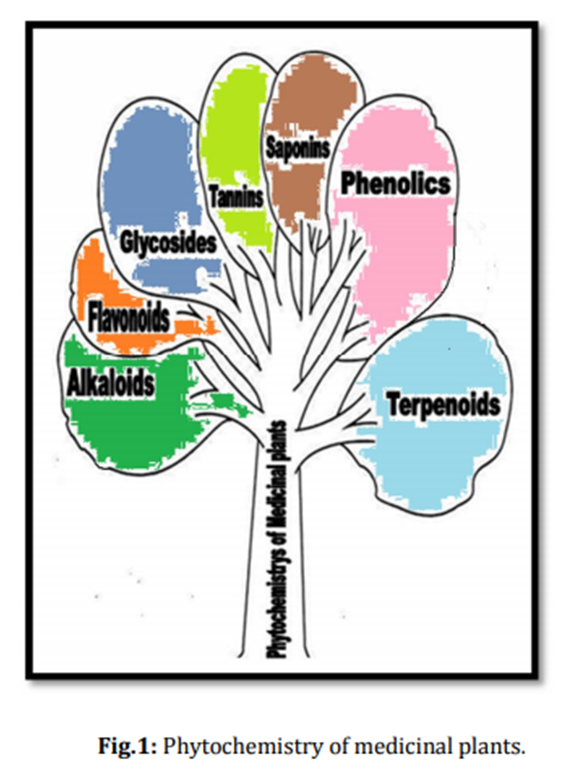 Saponins
Tannins
Phenolics
Glycosides
Flavonoids
Alkaloids
Terpenoids
Phytochemistrys of Medicinal plants
Fig.1: Phytochemistry of medicinal plants.